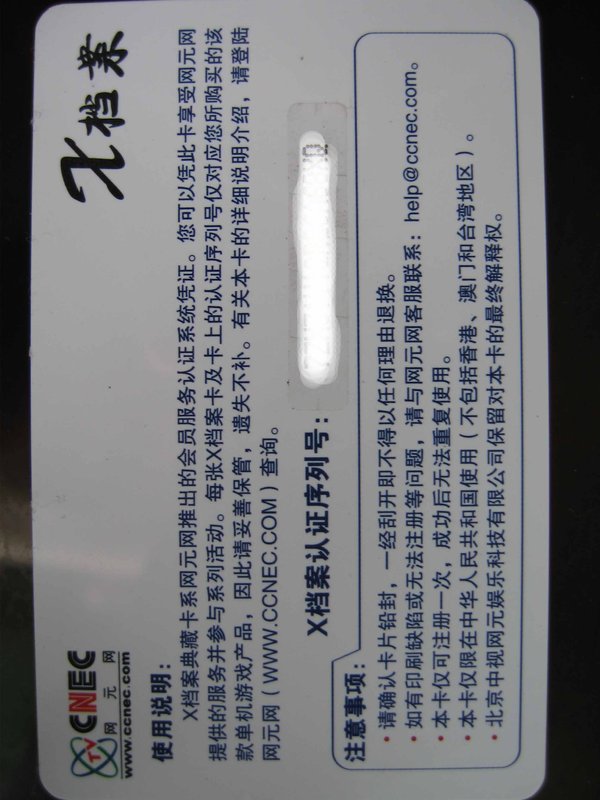 TV CNEC
网元网
www.ccnec.com
X档案
使用说明：
X档案典藏卡系网元网推出的会员服务认证系统凭证。您可以凭此卡享受网元网
提供的服务并参与系列活动。每张X档案卡及卡上的认证序列号仅对应您所购买的该
款单机游戏产品，因此请妥善保管，遗失不补。有关本卡的详细说明介绍，请登陆
网元网（WWW.CCNEC.COM）查询。
X档案认证序列号：
注意事项：
·请确认卡片铅封，一经刮开即不得以任何理由退换。
·如有印刷缺陷或无法注册等问题，请与网元网客服联系：help@ccnec.com。
·本卡仅可注册一次，成功后无法重复使用。
·本卡仅限在中华人民共和国使用（不包括香港、澳门和台湾地区）。
·北京中视网元娱乐科技有限公司保留对本卡的最终解释权。